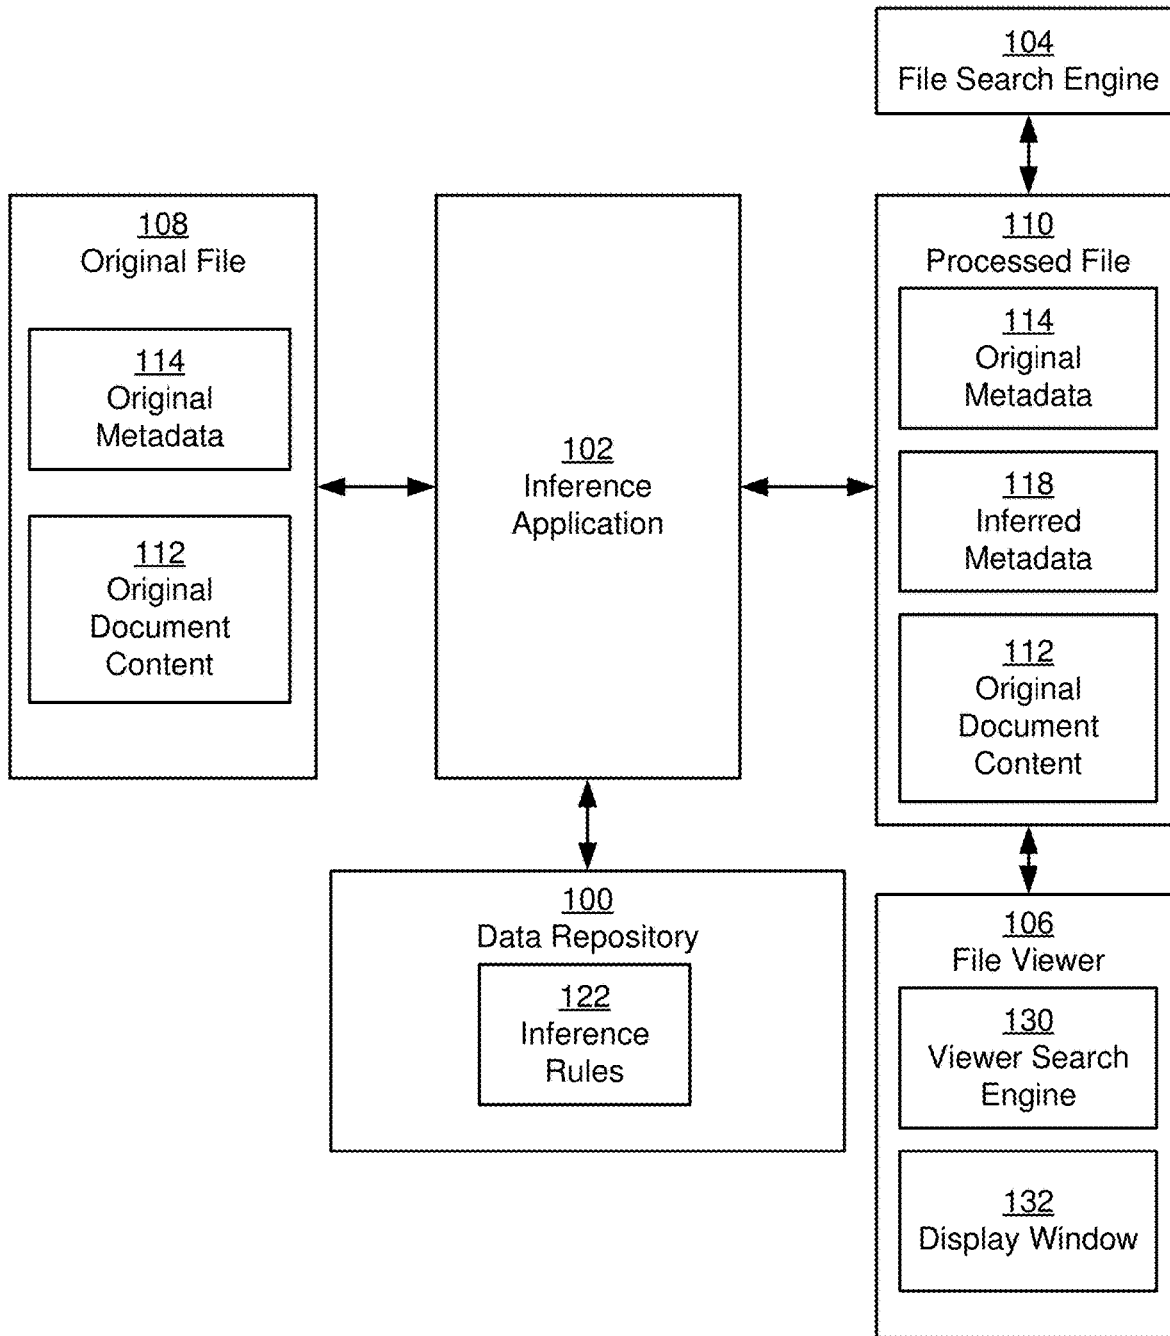 104
File Search Engine
108
Original File
114
Original
Metadata
112
Original
Document
Content
102
Inference
Application
110
Processed File
114
Original
Metadata
118
Inferred
Metadata
112
Original
Document
Content
100
Data Repository
122
Inference
Rules
106
File Viewer
130
Viewer Search
Engine
132
Display Window